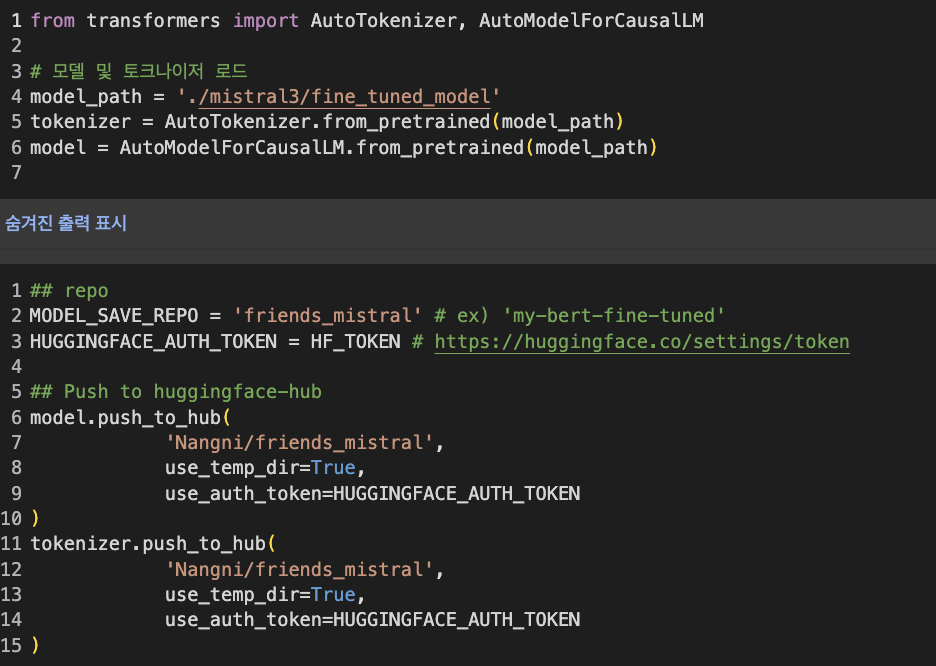 1 from transformers import AutoTokenizer, AutoModelForCausalLM
2
3 # 모델 및 토크나이저 로드
4 model_path = './mistral3/fine_tuned_model'
5 tokenizer = AutoTokenizer.from_pretrained(model_path)
6 model = AutoModelForCausalLM.from_pretrained(model_path)
7
숨겨진 출력 표시
1 ## repo
2 MODEL_SAVE_REPO = 'friends_mistral' # ex) 'my-bert-fine-tuned'
3 HUGGINGFACE_AUTH_TOKEN = HF_TOKEN # https://huggingface.co/settings/token
4
5 ## Push to huggingface-hub
6 model.push_to_hub(
7             'Nangni/friends_mistral',
8             use_temp_dir=True,
9             use_auth_token=HUGGINGFACE_AUTH_TOKEN
10 )
11 tokenizer.push_to_hub(
12             'Nangni/friends_mistral',
13             use_temp_dir=True,
14             use_auth_token=HUGGINGFACE_AUTH_TOKEN
15 )